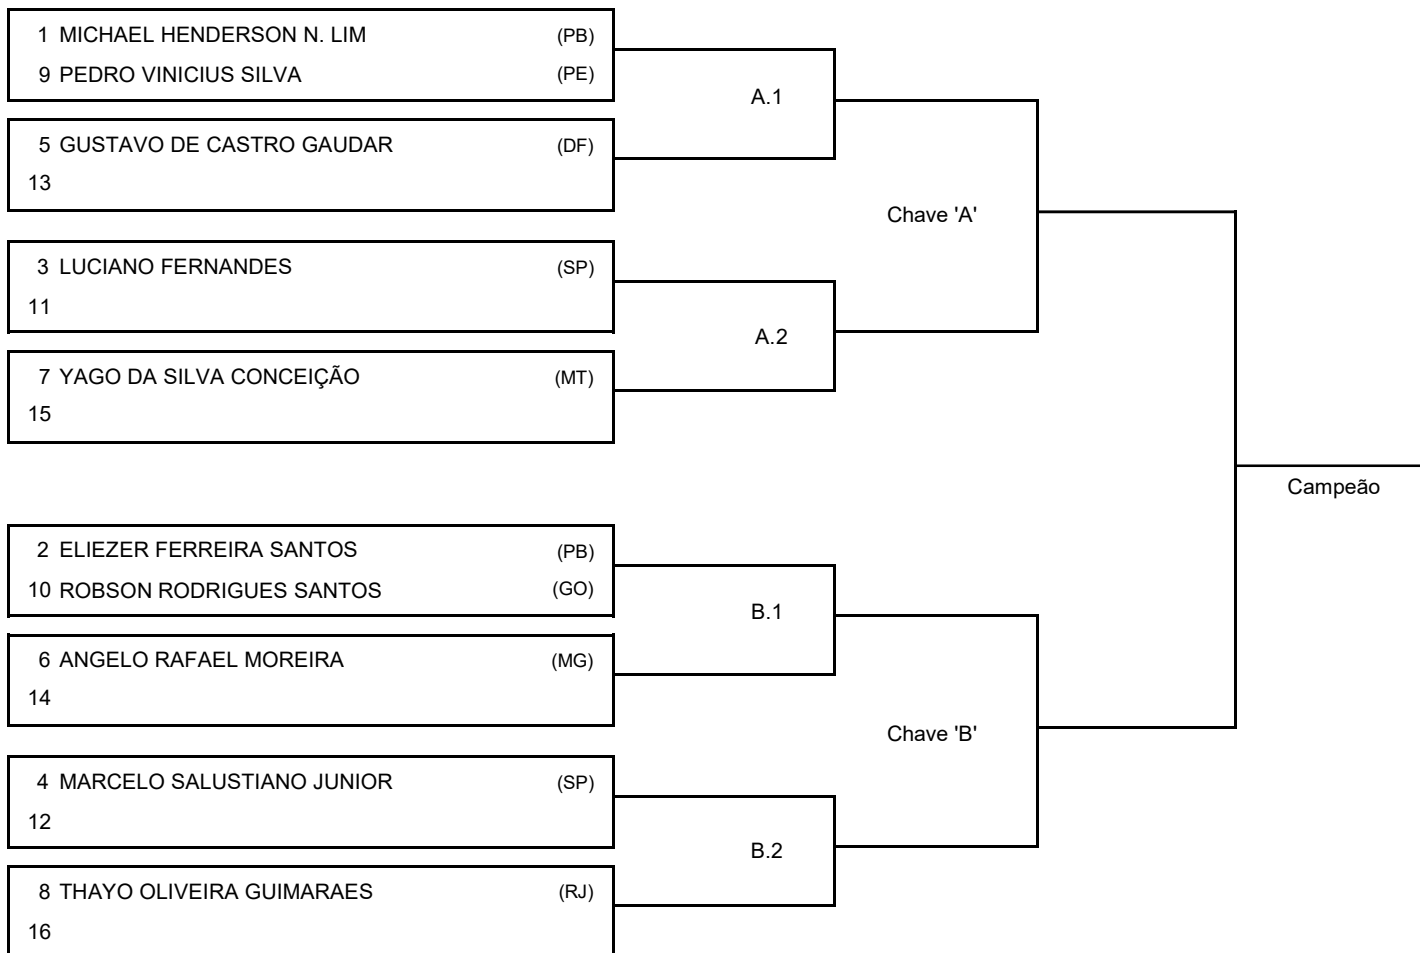 1 MICHAEL HENDERSON N. LIM (PB)
9 PEDRO VINICIUS SILVA (PE)
A.1
5 GUSTAVO DE CASTRO GAUDAR (DF)
13
Chave 'A'
3 LUCIANO FERNANDES (SP)
11
A.2
7 YAGO DA SILVA CONCEIÇÃO (MT)
15
Campeão
2 ELIEZER FERREIRA SANTOS (PB)
10 ROBSON RODRIGUES SANTOS (GO)
B.1
6 ANGELO RAFAEL MOREIRA (MG)
14
Chave 'B'
4 MARCELO SALUSTIANO JUNIOR (SP)
12
B.2
8 THAYO OLIVEIRA GUIMARAES (RJ)
16